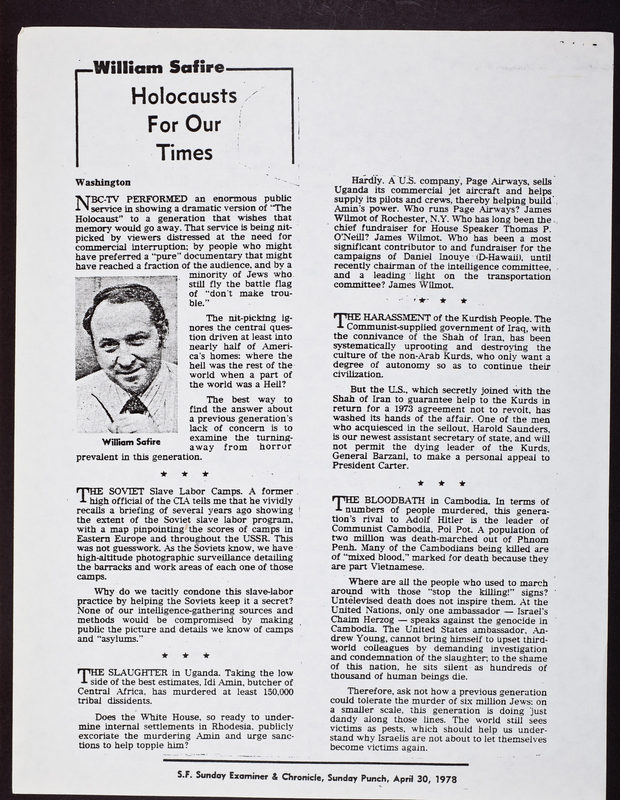 William Safire
Holocausts
For Our
Times
Washington
NBC-TV PERFORMED an enormous public
service in showing a dramatic version of "The
Holocaust" to a generation that wishes that
memory would go away. That service is being nit-
picked by viewers distressed at the need for
commercial interruption; by people who might
have preferred a "pure" documentary that might
have reached a fraction of the audience, and by a
minority of Jews who
still fly the battle flag
of "don't make trou-
ble."
The nit-picking ig-
nores the central ques-
tion driven at least into
nearly half of Ameri-
ca's homes: where the
hell was the rest of the
world when a part of
the world was a Heil?
The best way to
find the answer about
a previous generation's
lack of concern is to
examine the turning-
away from horror
William Safire
prevalent in this generation.
★ ★ ★
THE SOVIET Slave Labor Camps. A former
high official of the CIA tells me that he vividly
recalls a briefing of several years ago showing
the extent of the Soviet slave labor program,
with a map pinpointing the scores of camps in
Eastern Europe and throughout the USSR. This
was not guesswork. As the Soviets know, we have
high-altitude photographic surveillance detailing
the barracks and work areas of each one of those
camps.
Why do we tacitly condone this slave-labor
practice by helping the Soviets keep it a secret?
None of our intelligence-gathering sources and
methods would be compromised by making
public the picture and details we know of camps
and "asylums."
★ ★ ★
THE SLAUGHTER in Uganda. Taking the low
side of the best estimates, Idi Amin, butcher of
Central Africa, has murdered at least 150,000
tribal dissidents.
Does the White House, so ready to under-
mine internal settlements in Rhodesia, publicly
excoriate the murdering Amin and urge sanc-
tions to help topple him?
Hardly. A U.S. company, Page Airways, sells
Uganda its commercial jet aircraft and helps
supply its pilots and crews, thereby helping build
Amin's power. Who runs Page Airways? James
Wilmot of Rochester, N.Y. Who has long been the
chief fundraiser for House Speaker Thomas P.
O'Neill? James Wilmot. Who has been a most
significant contributor to and fundraiser for the
campaigns of Daniel Inouye (D-Hawaii), until
recently chairman of the intelligence committee,
and a leading light on the transportation
committee? James Wilmot.
★ ★ ★
THE HARASSMENT of the Kurdish People. The
Communist-supplied government of Iraq, with
the connivance of the Shah of Iran, has been
systematically uprooting and destroying the
culture of the non-Arab Kurds, who only want a
degree of autonomy so as to continue their
civilization.
But the U.S., which secretly joined with the
Shah of Iran to guarantee help to the Kurds in
return for a 1973 agreement not to revolt, has
washed its hands of the affair. One of the men
who acquiesced in the sellout, Harold Saunders,
is our newest assistant secretary of state, and will
not permit the dying leader of the Kurds,
General Barzani, to make a personal appeal to
President Carter.
★ ★ ★
THE BLOODBATH in Cambodia. In terms of
numbers of people murdered, this genera-
tion's rival to Adolf Hitler is the leader of
Communist Cambodia, Pol Pot. A population of
two million was death-marched out of Phnom
Penh. Many of the Cambodians being killed are
of "mixed blood," marked for death because they
are part Vietnamese.
Where are all the people who used to march
around with those "stop the killing!" signs?
Untelevised death does not inspire them. At the
United Nations, only one ambassador — Israel's
Chaim Herzog — speaks against the genocide in
Cambodia. The United States ambassador, An-
drew Young, cannot bring himself to upset third-
world colleagues by demanding investigation
and condemnation of the slaughter; to the shame
of this nation, he sits silent as hundreds of
thousand of human beings die.
Therefore, ask not how a previous generation
could tolerate the murder of six million Jews; on
a smaller scale, this generation is doing just
dandy along those lines. The world still sees
victims as pests, which should help us under-
stand why Israelis are not about to let themselves
become victims again.
S.F. Sunday Examiner & Chronicle, Sunday Punch, April 30, 1978